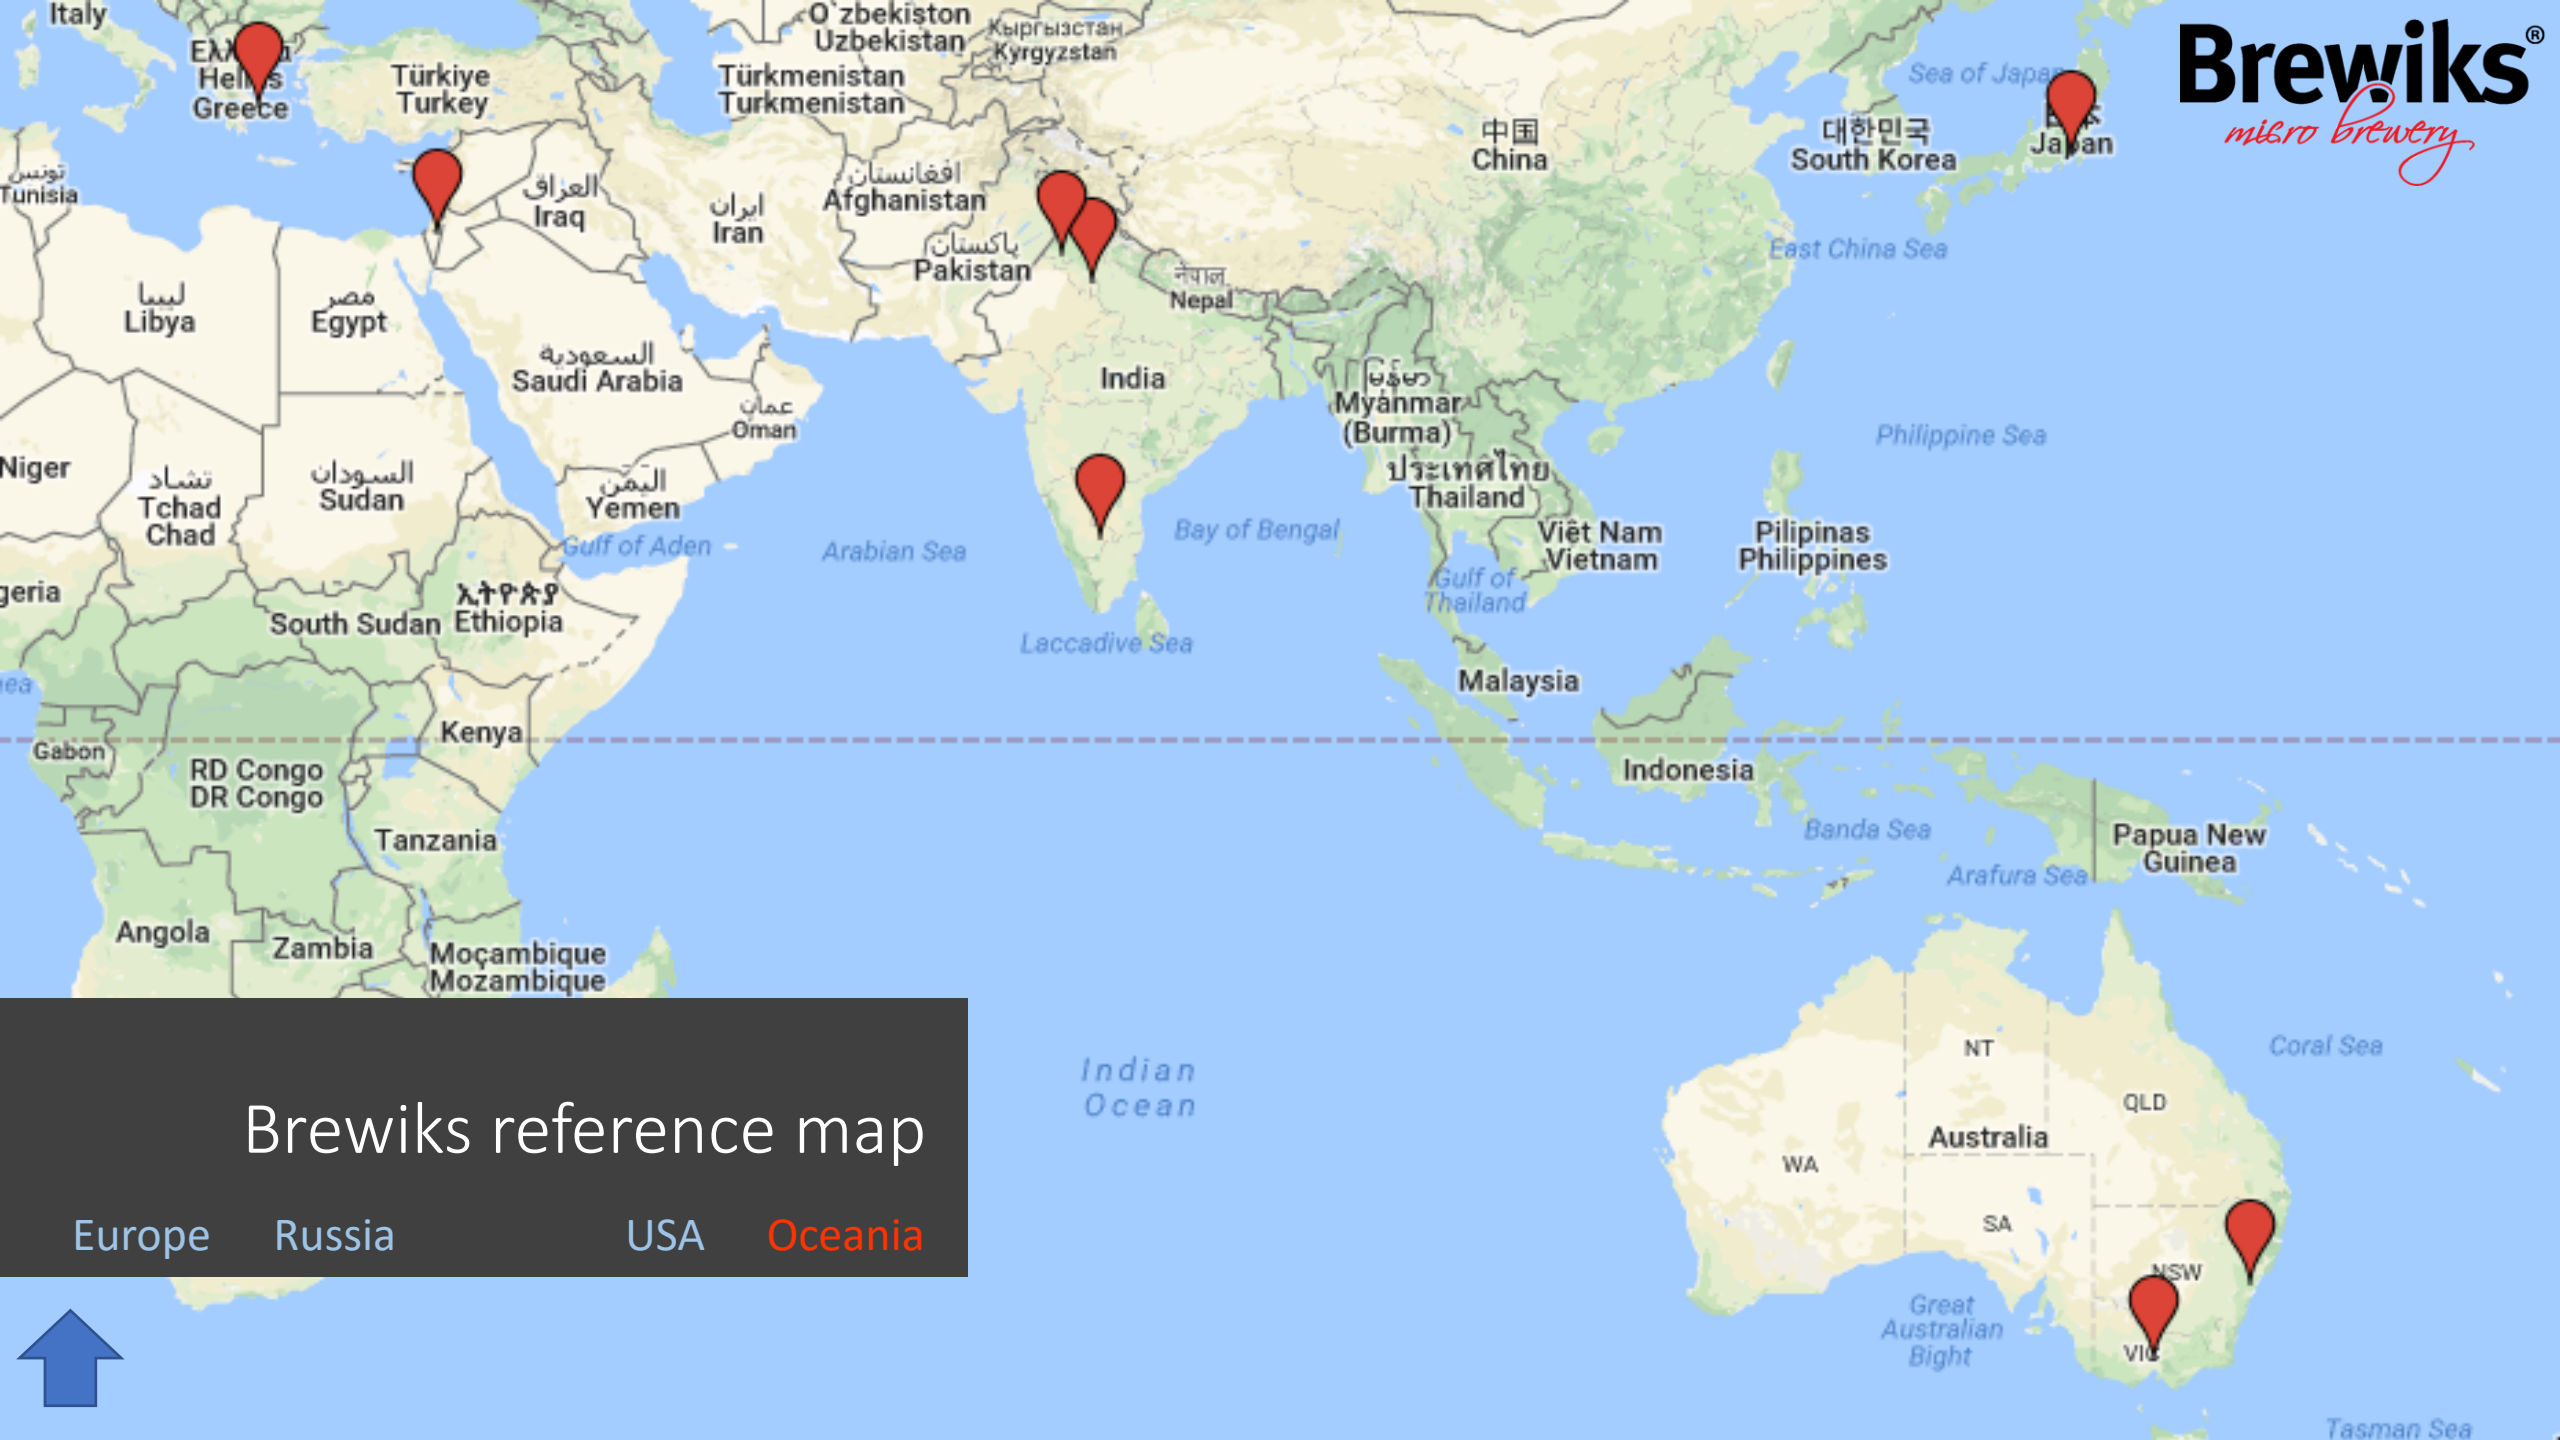 Italy
O'zbekiston
Uzbekistan
Кыргызстан
Kyrgyzstan
Brewiks®
micro brewery
Greece
Türkiye
Turkey
Türkmenistan
Turkmenistan
Sea of Japan
中国
China
대한민국
South Korea
Japan
تونس
Tunisia
العراق
Iraq
ایران
Iran
افغانستان
Afghanistan
پاکستان
Pakistan
नेपाल
Nepal
East China Sea
ليبيا
Libya
مصر
Egypt
السعودية
Saudi Arabia
عمان
Oman
India
မြန်မာ
Myanmar
(Burma)
Philippine Sea
Niger
تشاد
Tchad
Chad
السودان
Sudan
اليَمَن
Yemen
ประเทศไทย
Thailand
Gulf of Aden
Arabian Sea
Bay of Bengal
Việt Nam
Vietnam
Pilipinas
Philippines
Gulf of
Thailand
geria
ኢትዮጵያ
Ethiopia
South Sudan
Laccadive Sea
Malaysia
Kenya
Gabon
RD Congo
DR Congo
Indonesia
Tanzania
Banda Sea
Papua New
Guinea
Arafura Sea
Angola
Zambia
Moçambique
Mozambique
Indian
Ocean
NT
Coral Sea
QLD
Australia
WA
SA
NSW
VIC
Great
Australian
Bight
Tasman Sea
Brewiks reference map
Europe Russia USA Oceania